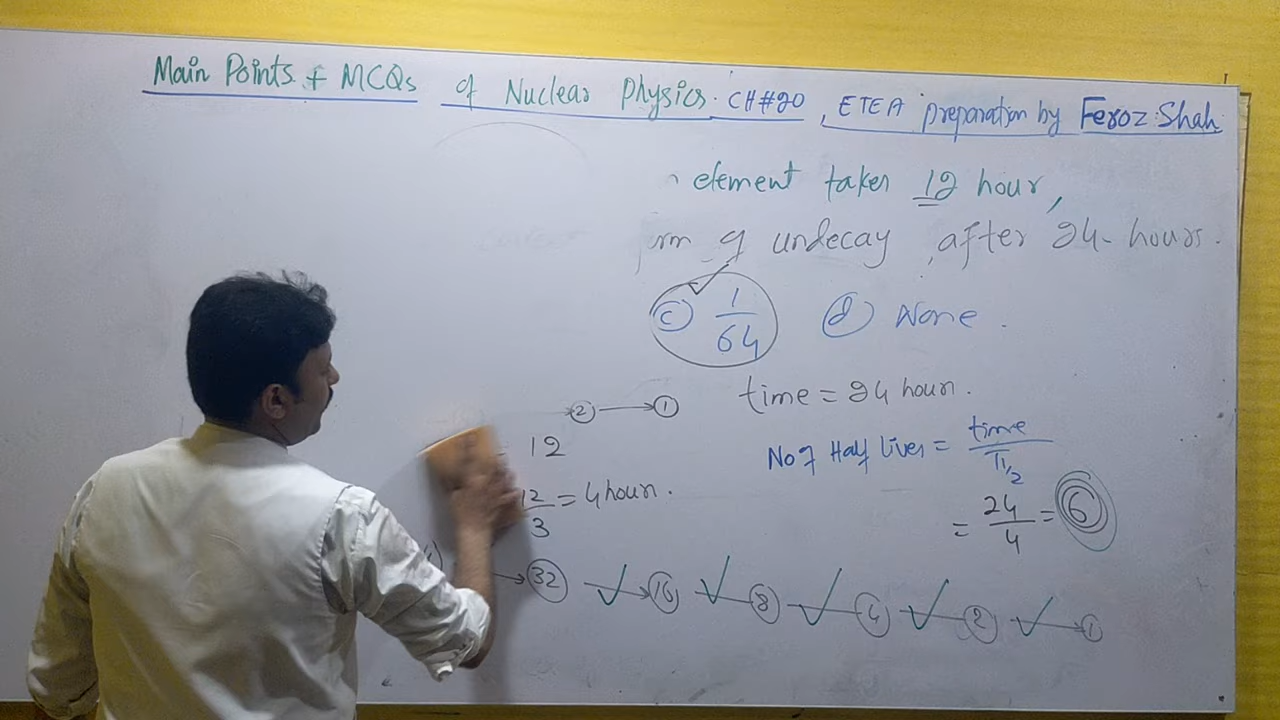 Main Points + MCQs of Nuclear Physics. CH#20, ETEA preparation by Feroz Shah
element takes 12 hour,
of undecay after 24 hours.
(c) 1/64 (d) None.
time = 24 hour.
2 → 1
12
No of Half lives = time/T1/2
12/3 = 4 hour.
= 24/4 = 6
→ 32 → 16 → 8 → 4 → 2 → 1